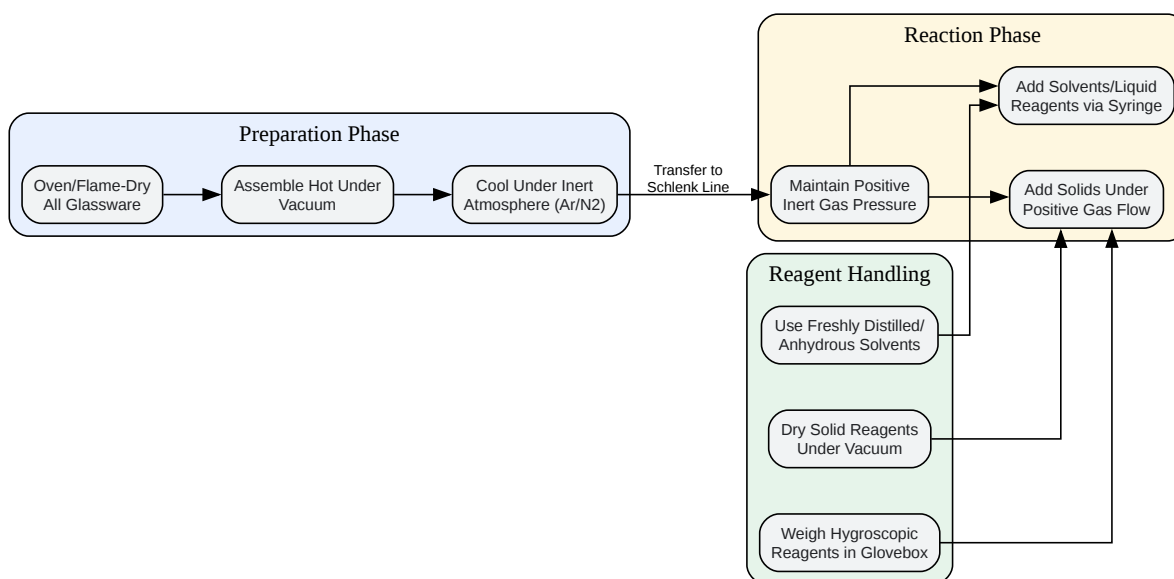 Preparation Phase
Oven/Flame-Dry
All Glassware
Assemble Hot Under
Vacuum
Cool Under Inert
Atmosphere (Ar/N2)
Transfer to
Schlenk Line
Reaction Phase
Maintain Positive
Inert Gas Pressure
Add Solvents/Liquid
Reagents via Syringe
Add Solids Under
Positive Gas Flow
Reagent Handling
Use Freshly Distilled/
Anhydrous Solvents
Dry Solid Reagents
Under Vacuum
Weigh Hygroscopic
Reagents in Glovebox